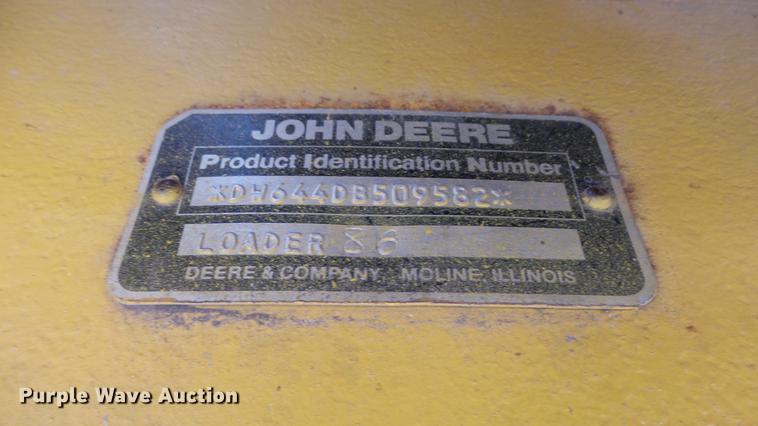 JOHN DEERE
Product Identification Number
*DW644DB509582*
LOADER 86
DEERE & COMPANY MOLINE, ILLINOIS
Purple Wave Auction